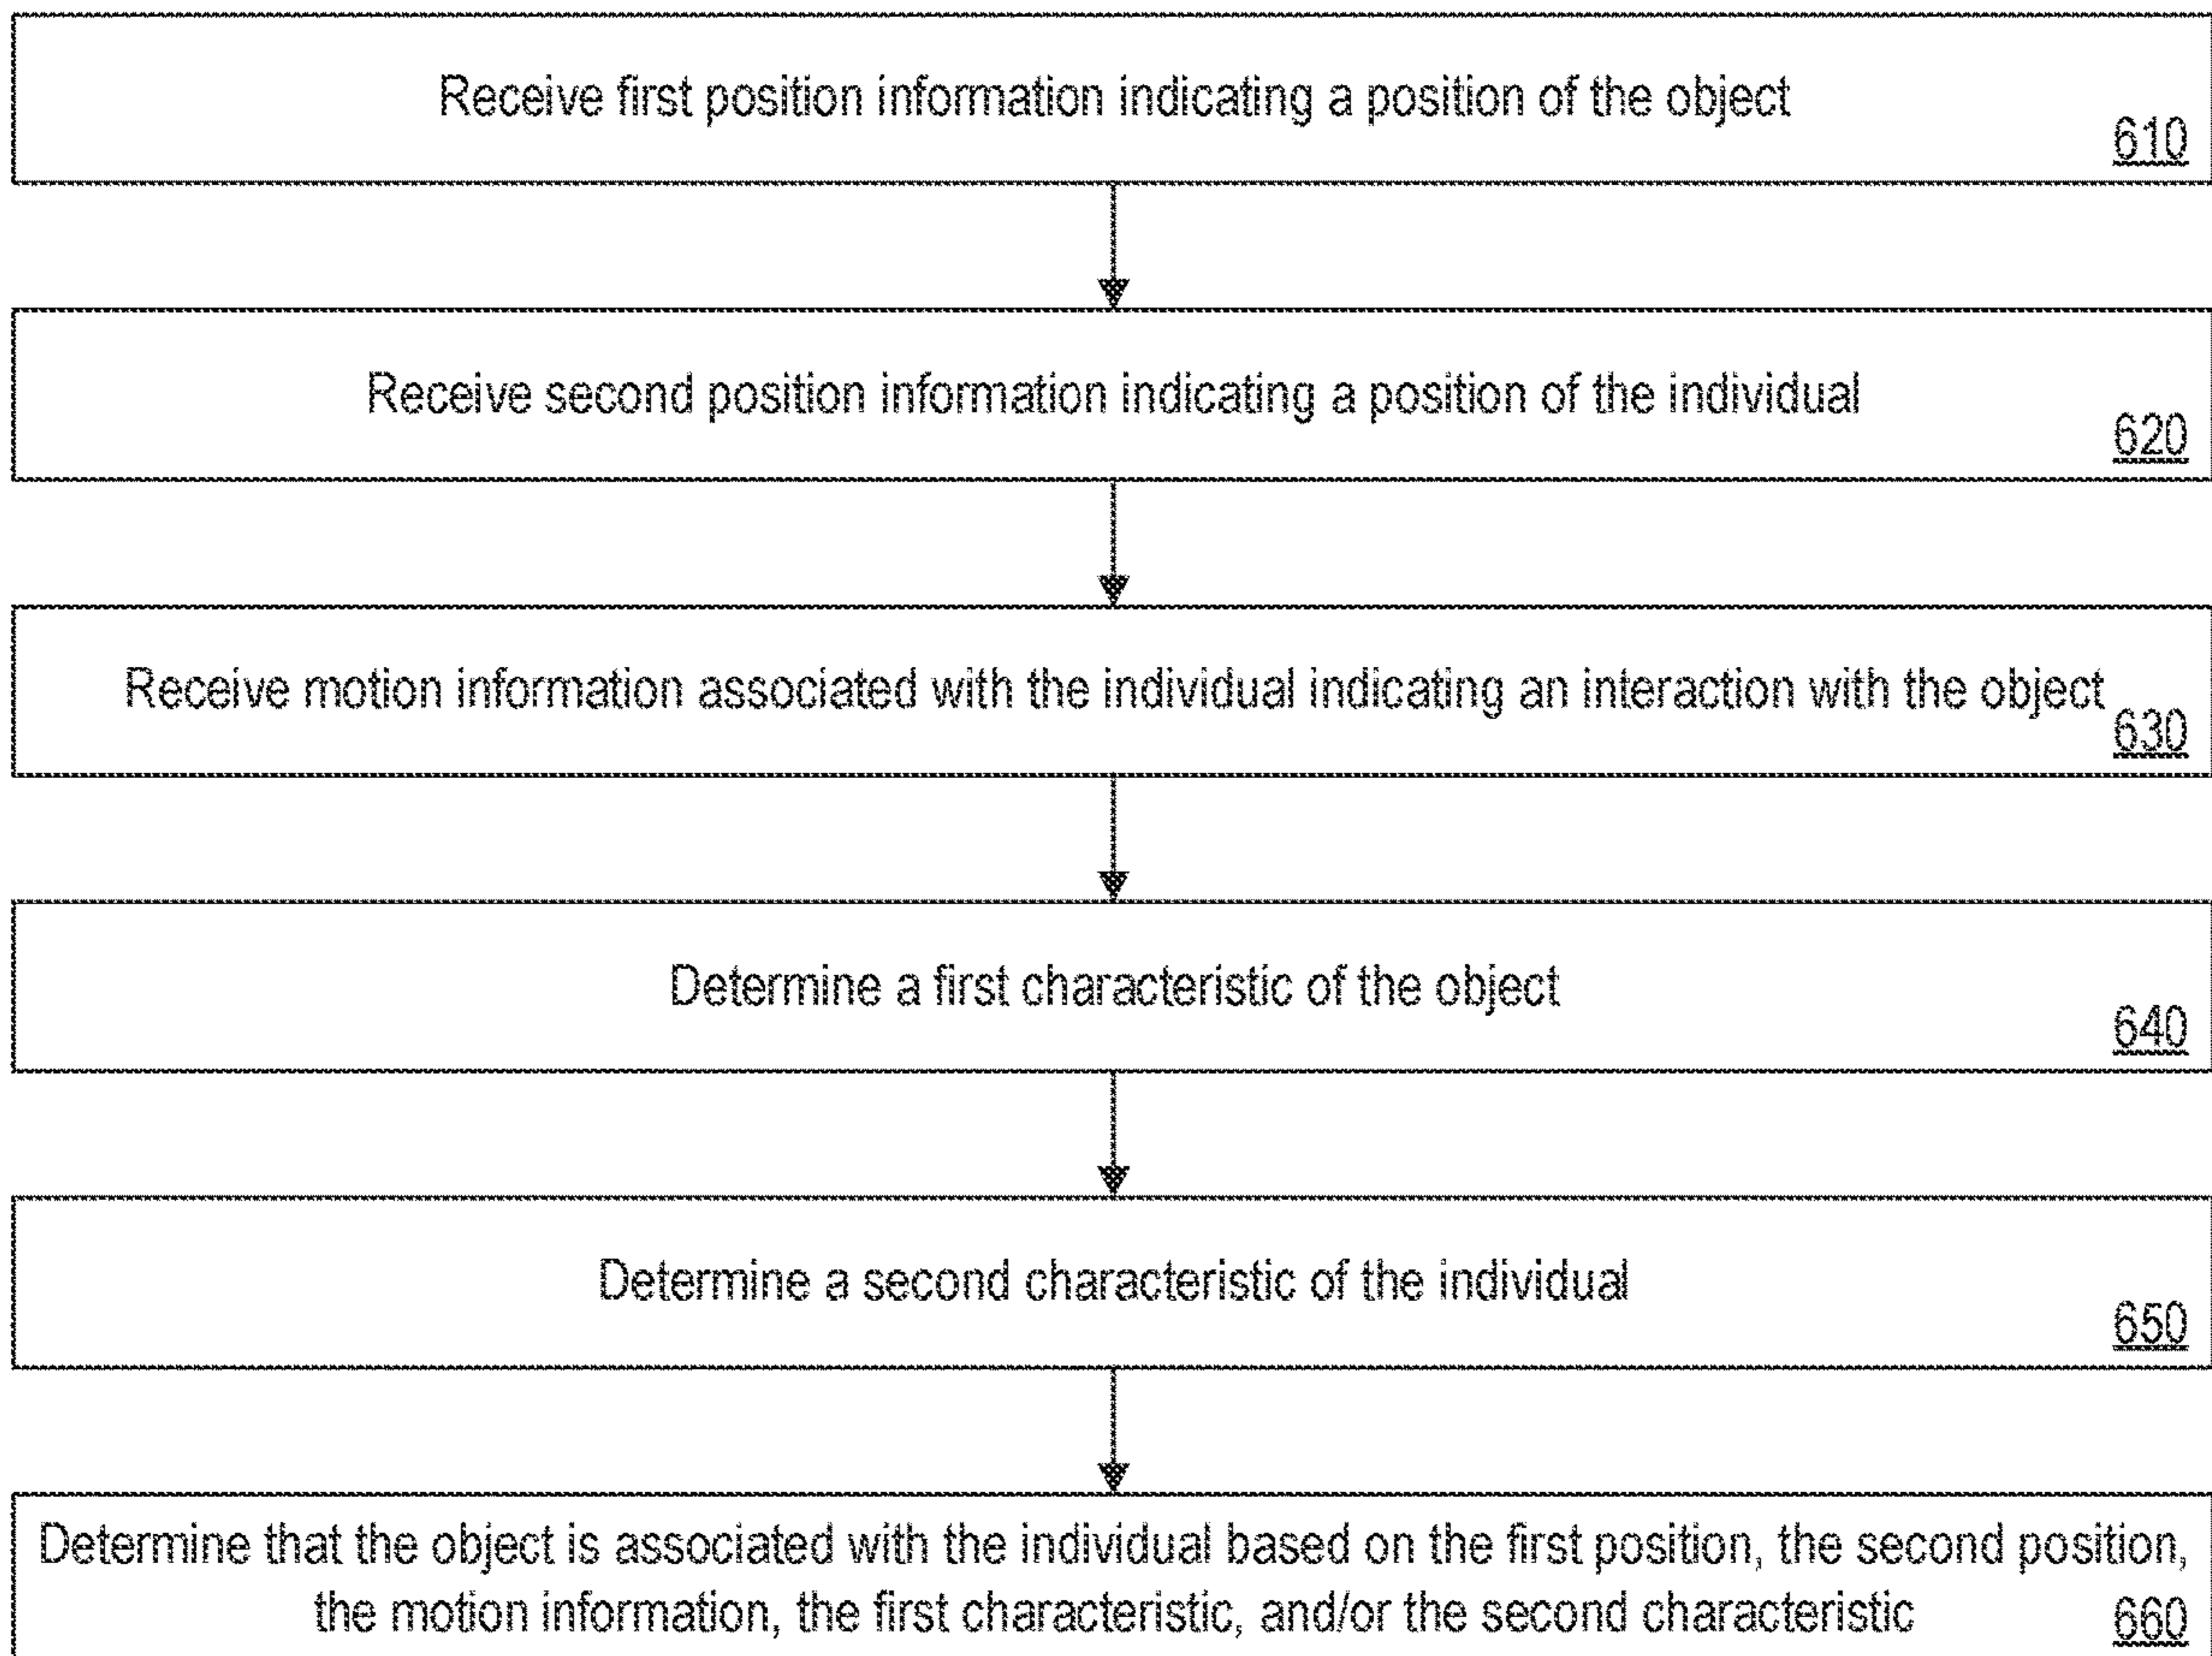 Receive first position information indicating a position of the object
610
Receive second position information indicating a position of the individual
620
Receive motion information associated with the individual indicating an interaction with the object
630
Determine a first characteristic of the object
640
Determine a second characteristic of the individual
650
Determine that the object is associated with the individual based on the first position, the second position,
the motion information, the first characteristic, and/or the second characteristic
660